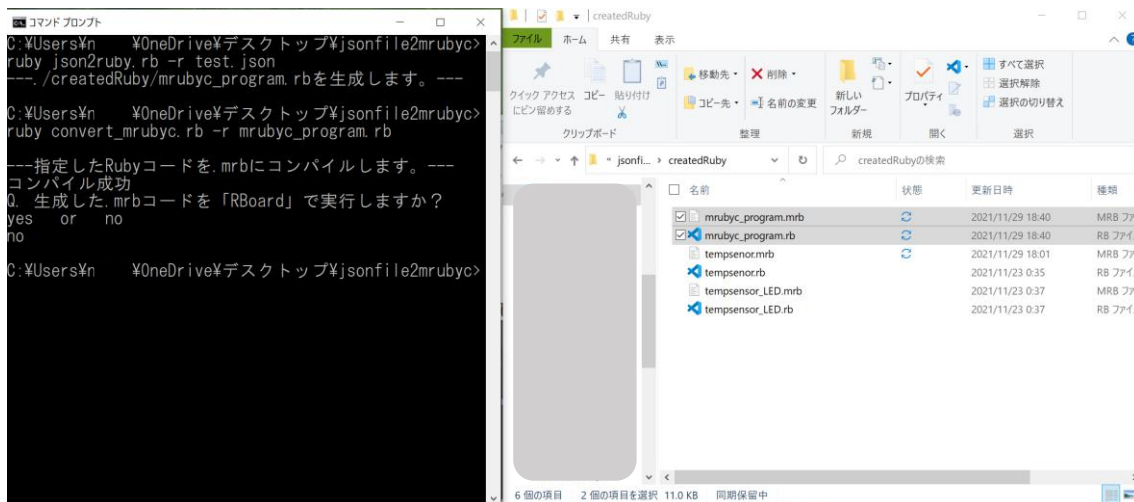 コマンド プロンプト
C:¥Users¥n ¥OneDrive¥デスクトップ¥jsonfile2mrubyc>
ruby json2ruby.rb -r test.json
---./createdRuby/mrubyc_program.rbを生成します。---
C:¥Users¥n ¥OneDrive¥デスクトップ¥jsonfile2mrubyc>
ruby convert_mrubyc.rb -r mrubyc_program.rb
---指定したRubyコードを.mrbにコンパイルします。---
コンパイル成功
Q. 生成した.mrbコードを「RBoard」で実行しますか？
yes or no
no
C:¥Users¥n ¥OneDrive¥デスクトップ¥jsonfile2mrubyc>
createdRuby
ファイル ホーム 共有 表示
クイック アクセス
にピン留めする
コピー
貼り付け
移動先
コピー先
削除
名前の変更
新しい
フォルダー
プロパティ
すべて選択
選択解除
選択の切り替え
クリップボード 整理 新規 開く 選択
« jsonfi... › createdRuby
createdRubyの検索
名前 状態 更新日時 種類
mrubyc_program.mrb 2021/11/29 18:40 MRB ファ
mrubyc_program.rb 2021/11/29 18:40 RB ファイ
tempsenor.mrb 2021/11/29 18:01 MRB ファ
tempsenor.rb 2021/11/23 0:35 RB ファイ
tempsensor_LED.mrb 2021/11/23 0:37 MRB ファ
tempsensor_LED.rb 2021/11/23 0:37 RB ファイ
6 個の項目 2 個の項目を選択 11.0 KB 同期保留中